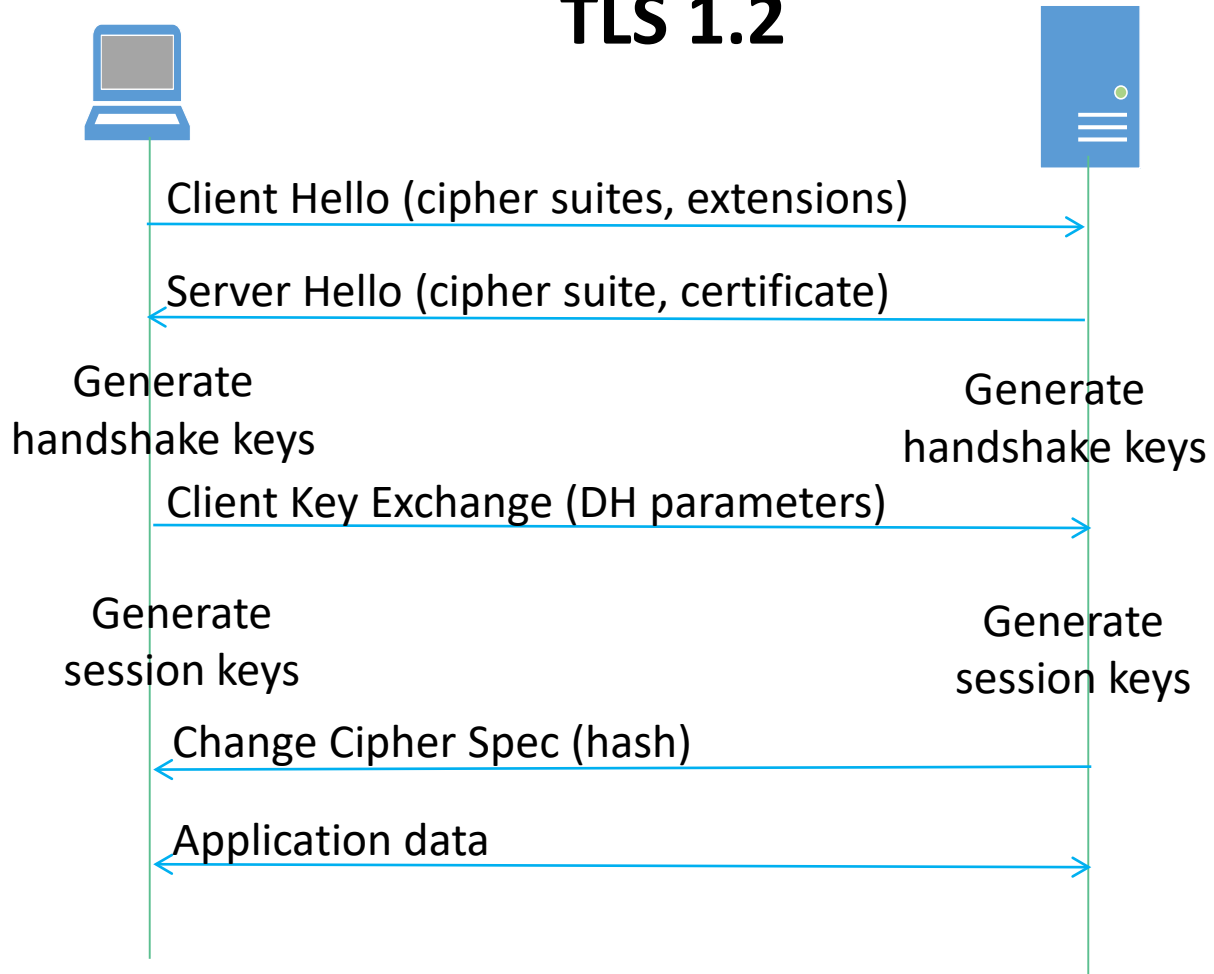 TLS 1.2
Client Hello (cipher suites, extensions)
Server Hello (cipher suite, certificate)
Generate
handshake keys
Generate
handshake keys
Client Key Exchange (DH parameters)
Generate
session keys
Generate
session keys
Change Cipher Spec (hash)
Application data